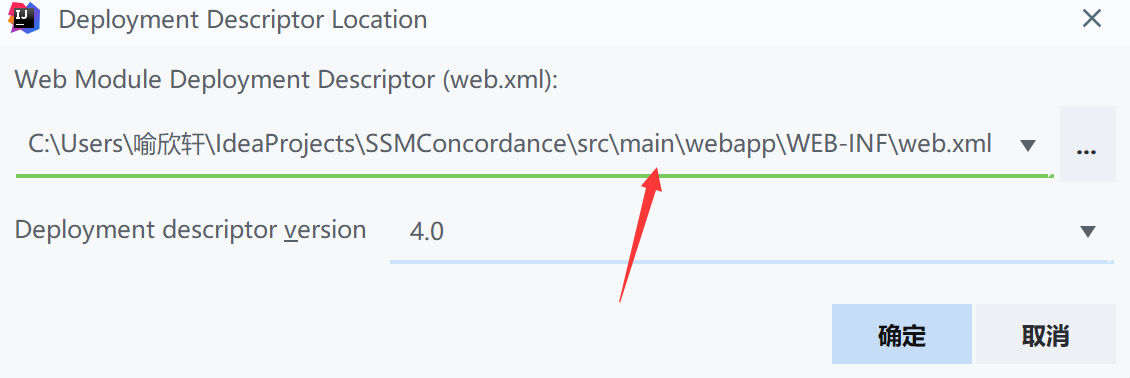 IJ
Deployment Descriptor Location
Web Module Deployment Descriptor (web.xml):
C:\Users\喻欣轩\IdeaProjects\SSMConcordance\src\main\webapp\WEB-INF\web.xml
...
Deployment descriptor version
4.0
确定
取消